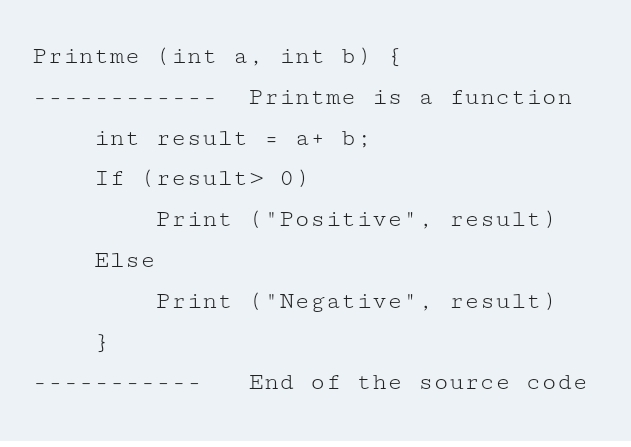 Printme (int a, int b) {
------------ Printme is a function
int result = a+ b;
If (result> 0)
Print ("Positive", result)
Else
Print ("Negative", result)
}
----------- End of the source code